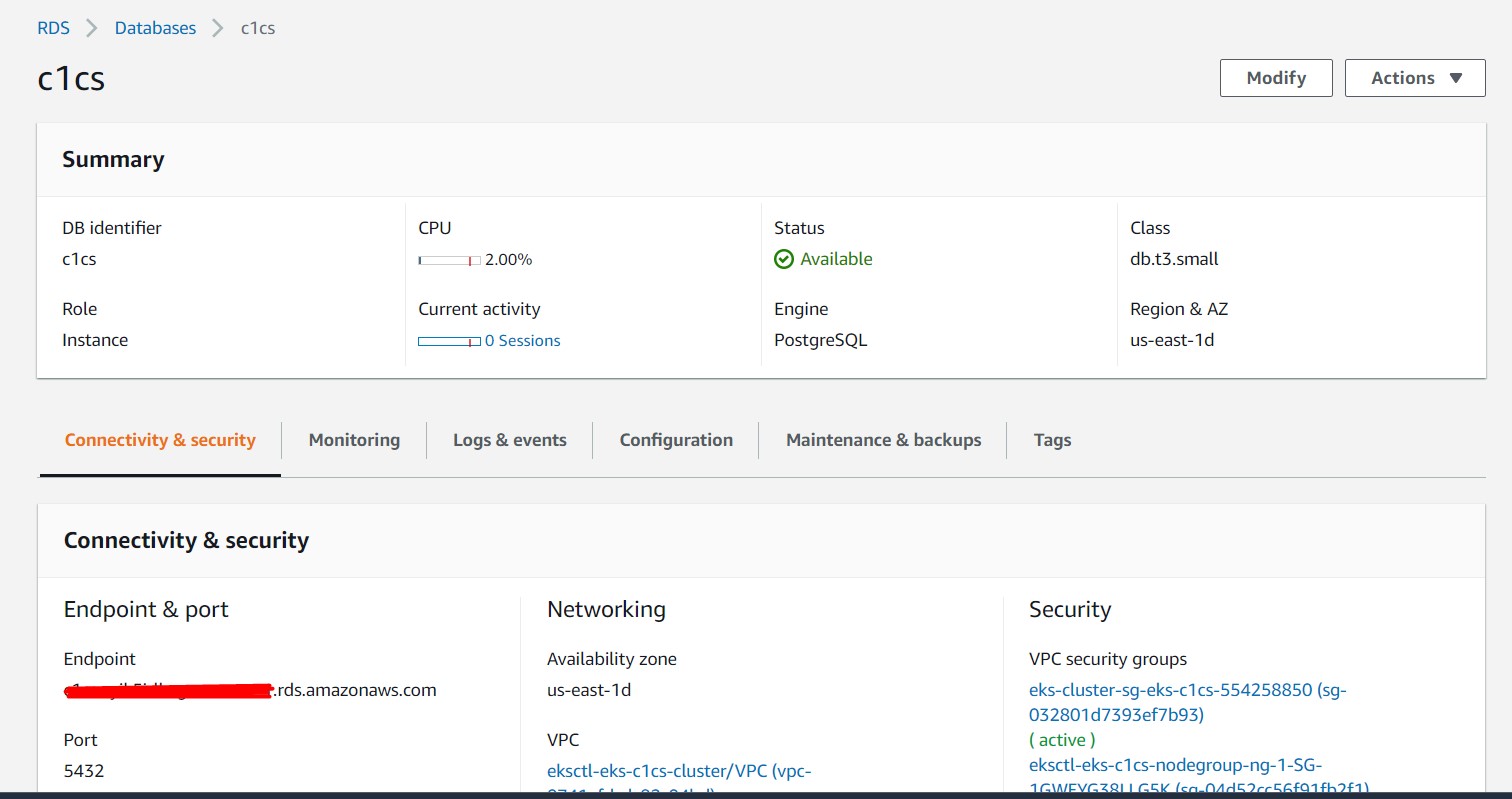 RDS > Databases > c1cs
c1cs
Modify
Actions
Summary
DB identifier
c1cs
CPU
2.00%
Status
Available
Class
db.t3.small
Role
Instance
Current activity
0 Sessions
Engine
PostgreSQL
Region & AZ
us-east-1d
Connectivity & security
Monitoring
Logs & events
Configuration
Maintenance & backups
Tags
Connectivity & security
Endpoint & port
Endpoint
.rds.amazonaws.com
Port
5432
Networking
Availability zone
us-east-1d
VPC
eksctl-eks-c1cs-cluster/VPC (vpc-
Security
VPC security groups
eks-cluster-sg-eks-c1cs-554258850 (sg-
032801d7393ef7b93)
( active )
eksctl-eks-c1cs-nodegroup-ng-1-SG-